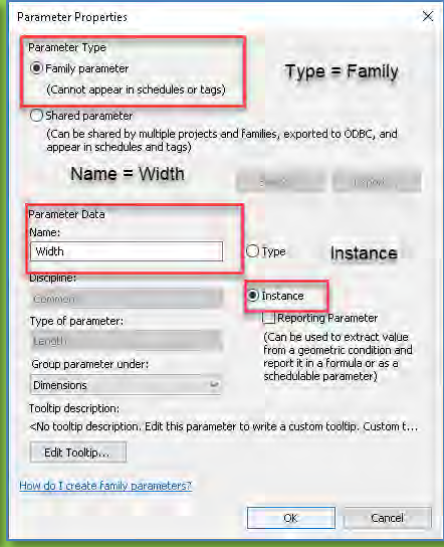 Parameter Properties
Parameter Type
Family parameter
Type = Family
(Cannot appear in schedules or tags)
Shared parameter
(Can be shared by multiple projects and families, exported to ODBC, and
appear in schedules and tags)
Name = Width
Parameter Data
Name:
Width
Type
Instance
Discipline:
Common
Instance
Reporting Parameter
Type of parameter:
(Can be used to extract value
from a geometric condition and
report it in a formula or as a
schedulable parameter)
Length
Group parameter under:
Dimensions
Tooltip description:
<No tooltip description. Edit this parameter to write a custom tooltip. Custom t...
Edit Tooltip...
How do I create family parameters?
OK
Cancel